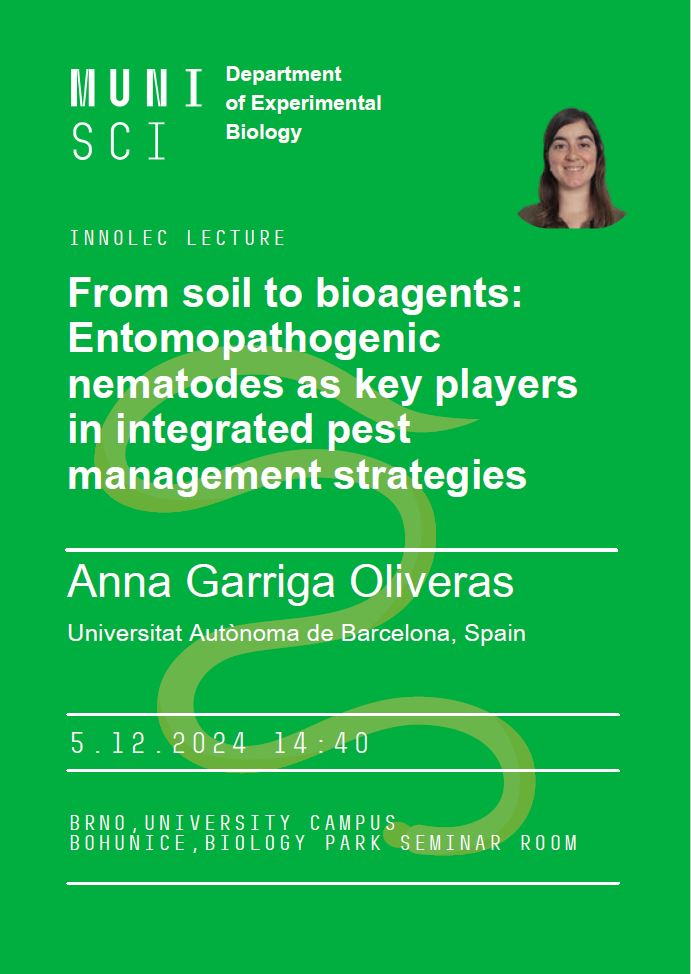 MUNI
SCI
Department
of Experimental
Biology
INNOLEC LECTURE
From soil to bioagents:
Entomopathogenic
nematodes as key players
in integrated pest
management strategies
Anna Garriga Oliveras
Universitat Autònoma de Barcelona, Spain
5.12.2024 14:40
BRNO,UNIVERSITY CAMPUS
BOHUNICE,BIOLOGY PARK SEMINAR ROOM